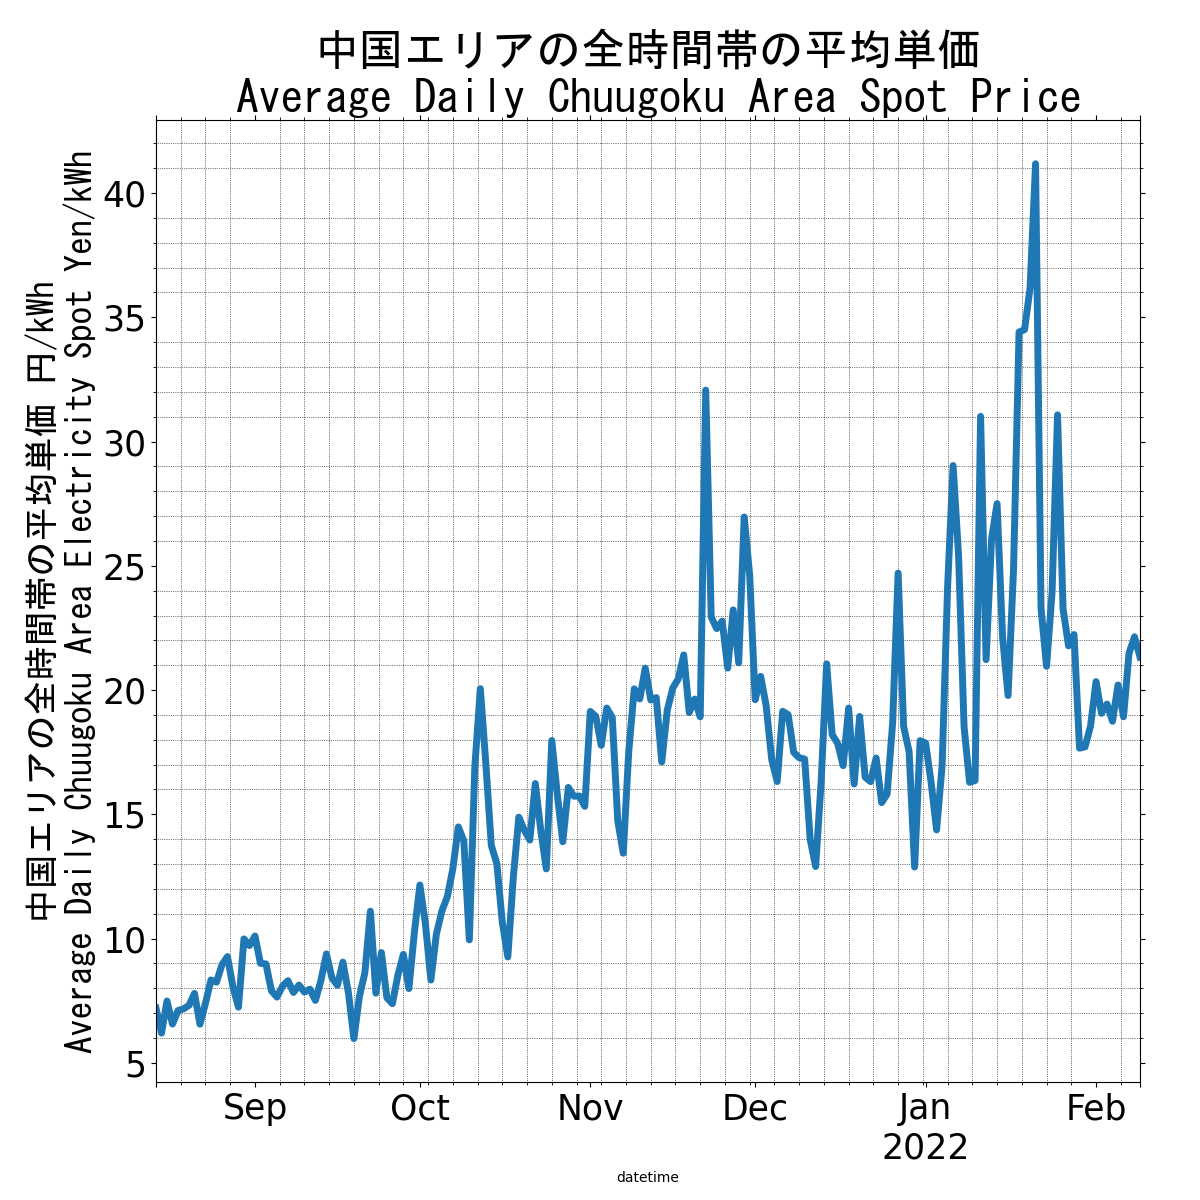 中国エリアの全時間帯の平均単価
Average Daily Chuugoku Area Spot Price
中国エリアの全時間帯の平均単価 円/kWh
Average Daily Chuugoku Area Electricity Spot Yen/kWh
40
35
30
25
20
15
10
5
Sep
Oct
Nov
Dec
Jan
2022
Feb
datetime